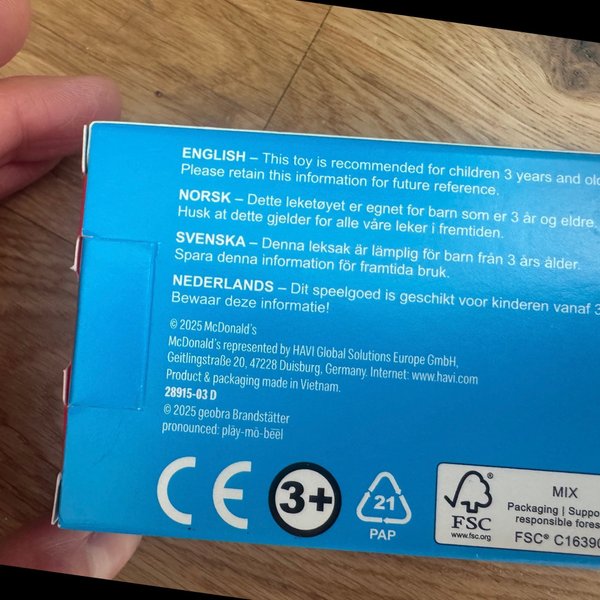 ENGLISH – This toy is recommended for children 3 years and
Please retain this information for future reference.
NORSK – Dette leketøyet er egnet for barn som er 3 år og eldre.
Husk at dette gjelder for alle våre leker i fremtiden.
SVENSKA – Denna leksak är lämplig för barn från 3 års ålder.
Spara denna information för framtida bruk.
NEDERLANDS – Dit speelgoed is geschikt voor kinderen vanaf 3
Bewaar deze informatie!
© 2025 McDonald's
McDonald's represented by HAVI Global Solutions Europe GmbH,
Geitlingstraße 20, 47228 Duisburg, Germany. Internet: www.havi.com
Product & packaging made in Vietnam.
28915-03 D
© 2025 geobra Brandstätter
pronounced: plāy-mō-bēēl
CE
3+
21
PAP
FSC
www.fsc.org
MIX
Packaging |
responsible
FSC® C1639